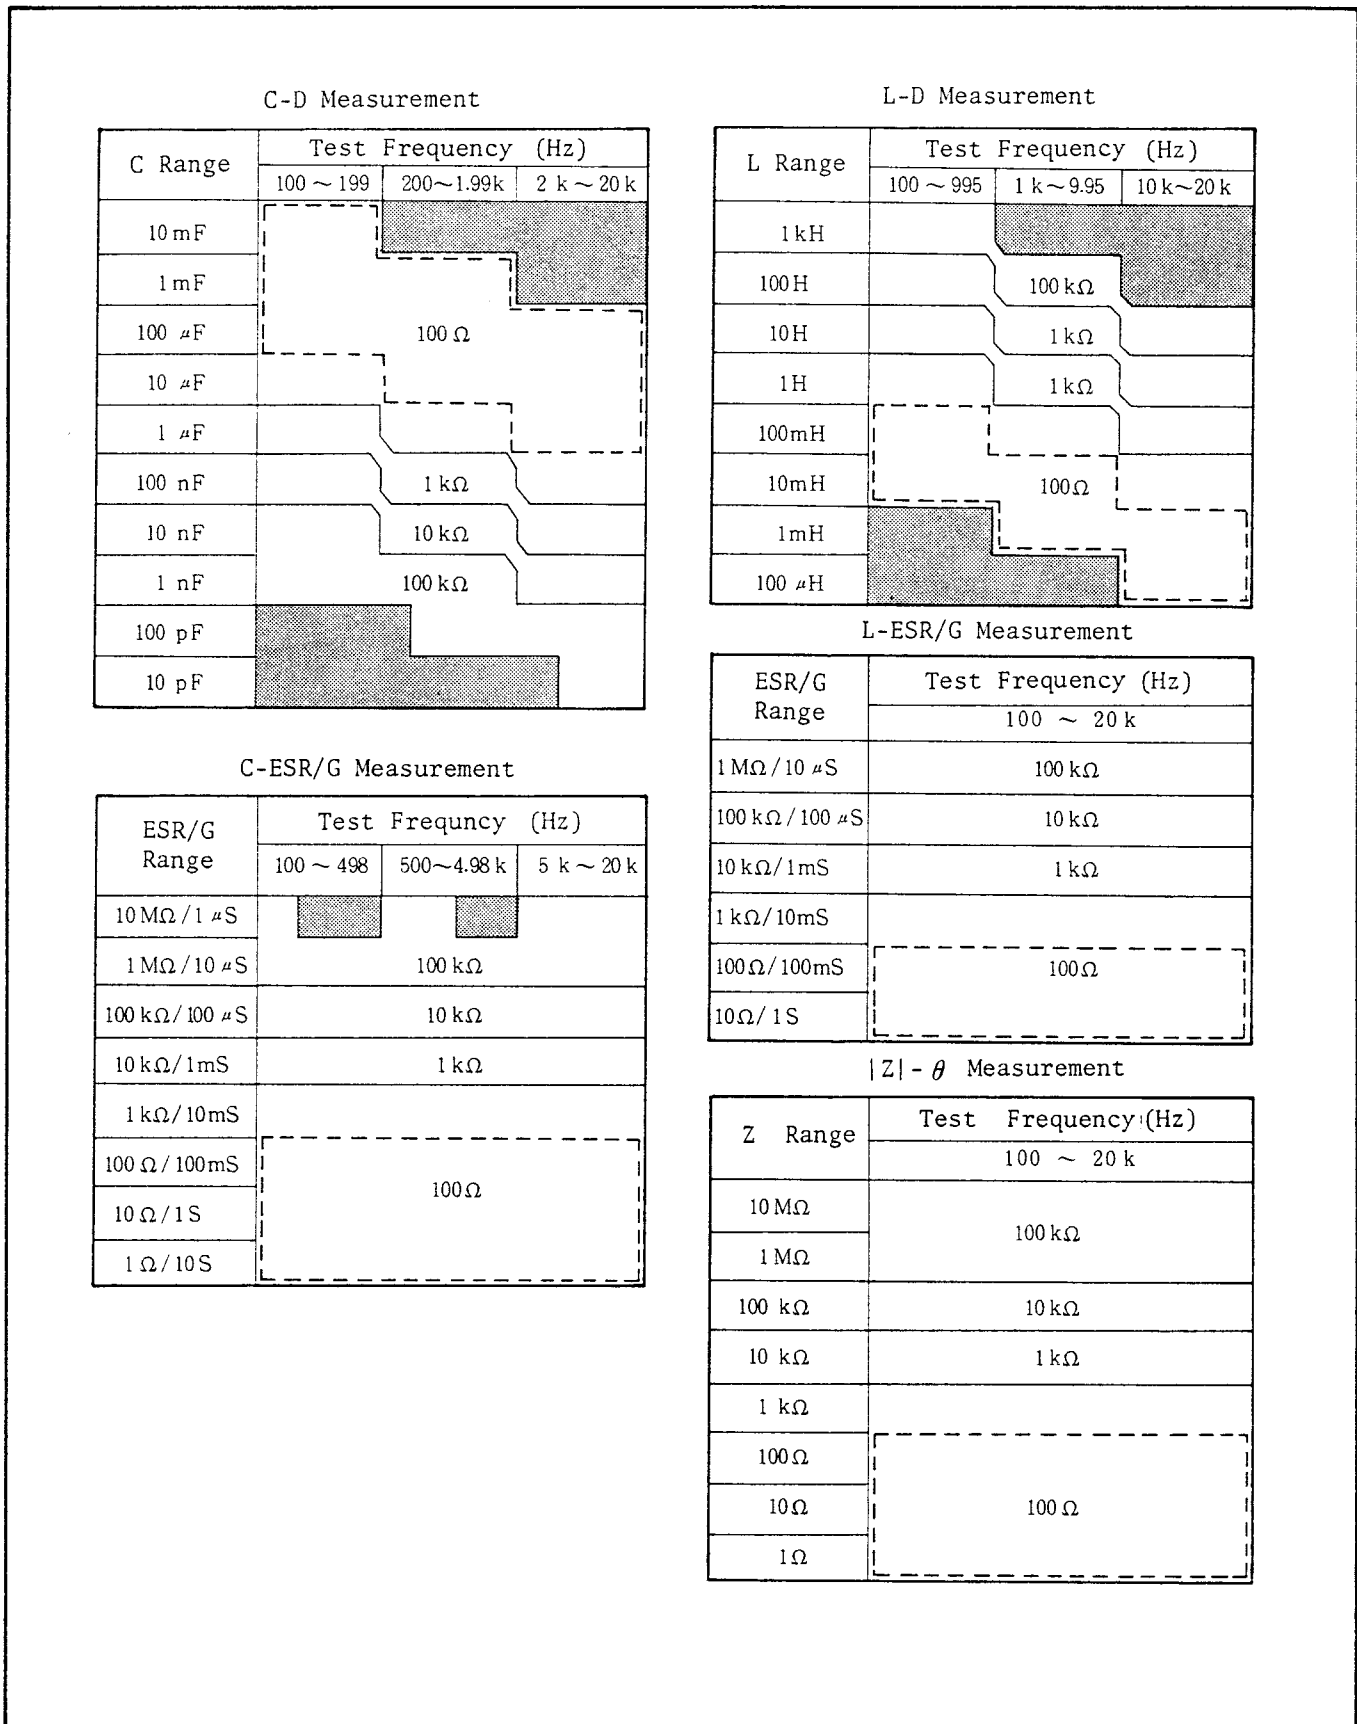 C-D Measurement
C Range
Test Frequency (Hz)
100 ~ 199
200~1.99k
2 k ~ 20 k
10 mF
1 mF
100 μF
100 Ω
10 μF
1 μF
100 nF
1 kΩ
10 nF
10 kΩ
1 nF
100 kΩ
100 pF
10 pF
C-ESR/G Measurement
ESR/G
Range
Test Frequncy (Hz)
100 ~ 498
500~4.98 k
5 k ~ 20 k
10 MΩ/1 μS
1 MΩ/10 μS
100 kΩ
100 kΩ/100 μS
10 kΩ
10 kΩ/1mS
1 kΩ
1 kΩ/10mS
100 Ω/100mS
100Ω
10 Ω/1S
1 Ω/10S
L-D Measurement
L Range
Test Frequency (Hz)
100 ~ 995
1 k~9.95
10 k~20 k
1 kH
100 H
100 kΩ
10H
1 kΩ
1H
1 kΩ
100mH
10mH
100Ω
1mH
100 μH
L-ESR/G Measurement
ESR/G
Range
Test Frequency (Hz)
100 ~ 20 k
1 MΩ/10 μS
100 kΩ
100 kΩ/100 μS
10 kΩ
10 kΩ/1mS
1 kΩ
1 kΩ/10mS
100Ω/100mS
100Ω
10Ω/1S
|Z| - θ Measurement
Z Range
Test Frequency (Hz)
100 ~ 20 k
10 MΩ
100 kΩ
1 MΩ
100 kΩ
10 kΩ
10 kΩ
1 kΩ
1 kΩ
100Ω
10Ω
100 Ω
1Ω